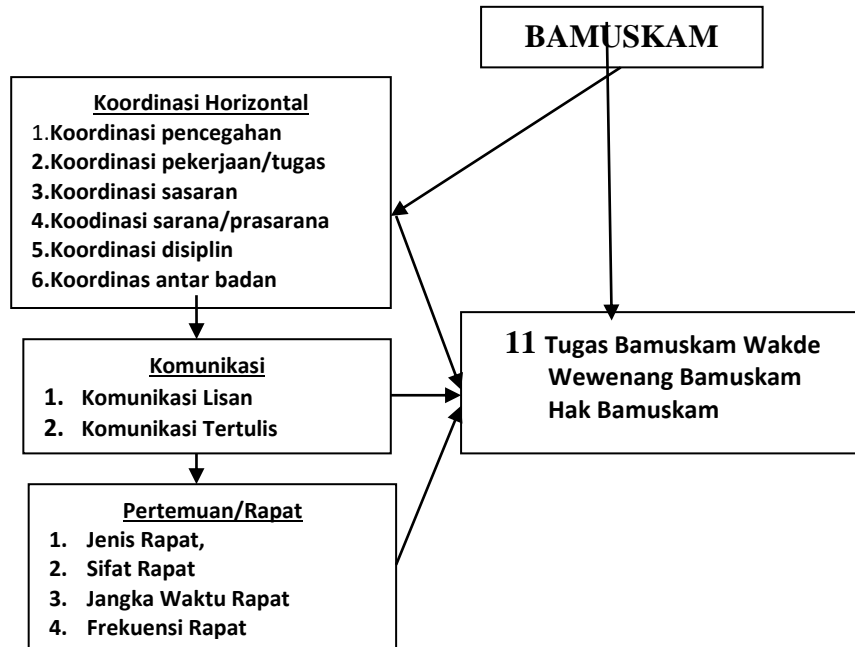 BAMUSKAM
Koordinasi Horizontal
1.Koordinasi pencegahan
2.Koordinasi pekerjaan/tugas
3.Koordinasi sasaran
4.Koodinasi sarana/prasarana
5.Koordinasi disiplin
6.Koordinas antar badan
11 Tugas Bamuskam Wakde
Wewenang Bamuskam
Hak Bamuskam
Komunikasi
1. Komunikasi Lisan
2. Komunikasi Tertulis
Pertemuan/Rapat
1. Jenis Rapat,
2. Sifat Rapat
3. Jangka Waktu Rapat
4. Frekuensi Rapat